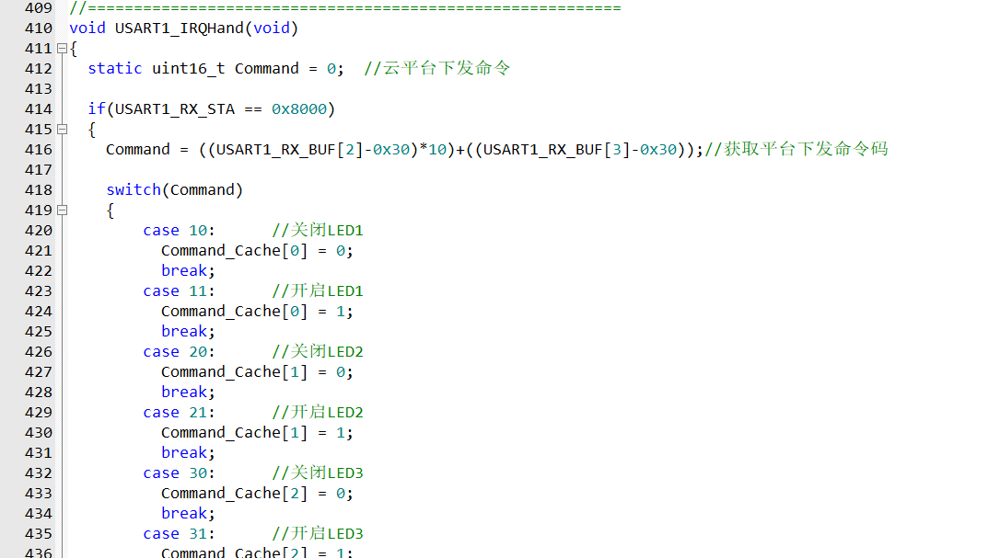 409 //==========================================================
410 void USART1_IRQHand(void)
411 {
412 static uint16_t Command = 0; //云平台下发命令
413
414 if(USART1_RX_STA == 0x8000)
415 {
416 Command = ((USART1_RX_BUF[2]-0x30)*10)+((USART1_RX_BUF[3]-0x30));//获取平台下发命令码
417
418 switch(Command)
419 {
420 case 10: //关闭LED1
421 Command_Cache[0] = 0;
422 break;
423 case 11: //开启LED1
424 Command_Cache[0] = 1;
425 break;
426 case 20: //关闭LED2
427 Command_Cache[1] = 0;
428 break;
429 case 21: //开启LED2
430 Command_Cache[1] = 1;
431 break;
432 case 30: //关闭LED3
433 Command_Cache[2] = 0;
434 break;
435 case 31: //开启LED3
436 Command_Cache[2] = 1;